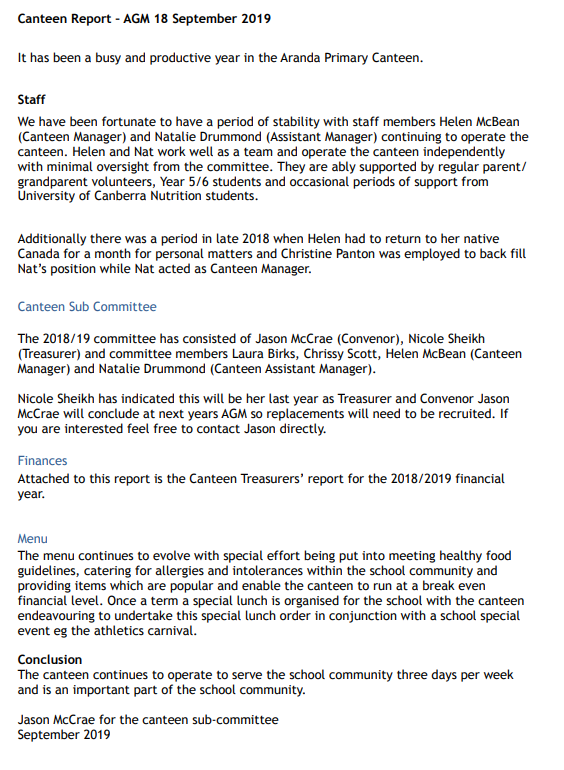 Canteen Report – AGM 18 September 2019
It has been a busy and productive year in the Aranda Primary Canteen.
Staff
We have been fortunate to have a period of stability with staff members Helen McBean
(Canteen Manager) and Natalie Drummond (Assistant Manager) continuing to operate the
canteen. Helen and Nat work well as a team and operate the canteen independently
with minimal oversight from the committee. They are ably supported by regular parent/
grandparent volunteers, Year 5/6 students and occasional periods of support from
University of Canberra Nutrition students.
Additionally there was a period in late 2018 when Helen had to return to her native
Canada for a month for personal matters and Christine Panton was employed to back fill
Nat’s position while Nat acted as Canteen Manager.
Canteen Sub Committee
The 2018/19 committee has consisted of Jason McCrae (Convenor), Nicole Sheikh
(Treasurer) and committee members Laura Birks, Chrissy Scott, Helen McBean (Canteen
Manager) and Natalie Drummond (Canteen Assistant Manager).
Nicole Sheikh has indicated this will be her last year as Treasurer and Convenor Jason
McCrae will conclude at next years AGM so replacements will need to be recruited. If
you are interested feel free to contact Jason directly.
Finances
Attached to this report is the Canteen Treasurers’ report for the 2018/2019 financial
year.
Menu
The menu continues to evolve with special effort being put into meeting healthy food
guidelines, catering for allergies and intolerances within the school community and
providing items which are popular and enable the canteen to run at a break even
financial level. Once a term a special lunch is organised for the school with the canteen
endeavouring to undertake this special lunch order in conjunction with a school special
event eg the athletics carnival.
Conclusion
The canteen continues to operate to serve the school community three days per week
and is an important part of the school community.
Jason McCrae for the canteen sub-committee
September 2019